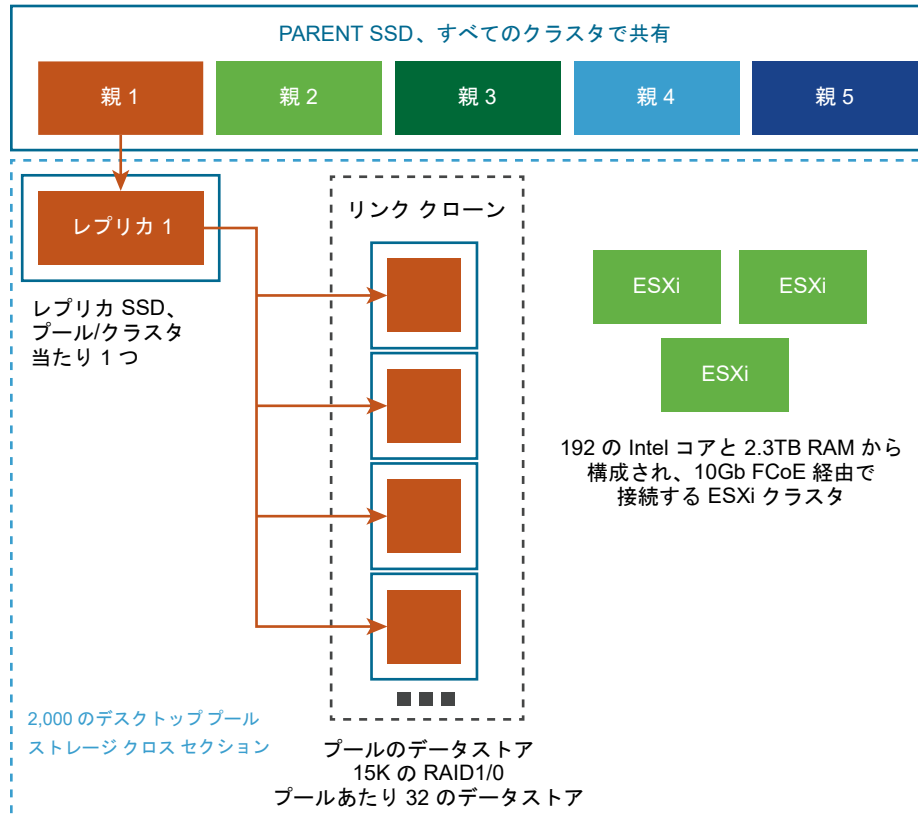 PARENT SSD、すべてのクラスタで共有
親 1
親 2
親 3
親 4
親 5
レプリカ 1
レプリカ SSD、
プール/クラスタ
当たり 1 つ
リンク クローン
ESXi
ESXi
ESXi
192 の Intel コアと 2.3TB RAM から
構成され、10Gb FCoE 経由で
接続する ESXi クラスタ
2,000 のデスクトップ プール
ストレージ クロス セクション
プールのデータストア
15K の RAID1/0
プールあたり 32 のデータストア